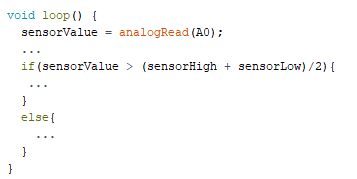 void loop() {
  sensorValue = analogRead(A0);
  ...
  if(sensorValue > (sensorHigh + sensorLow)/2){
   ...
  }
  else{
    ...
  }
}